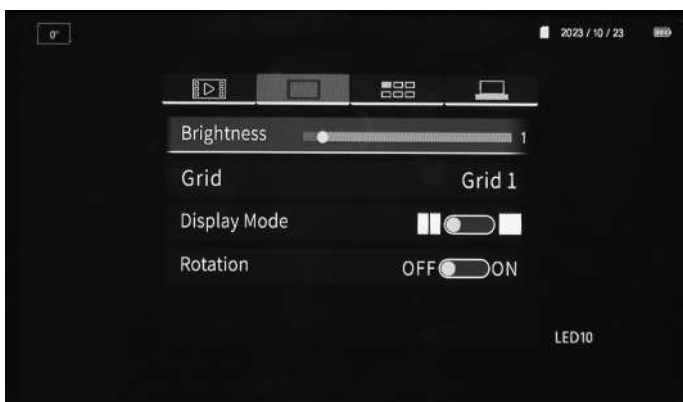 0°
2023 / 10 / 23
Brightness 1
Grid Grid 1
Display Mode
Rotation OFF ON
LED10